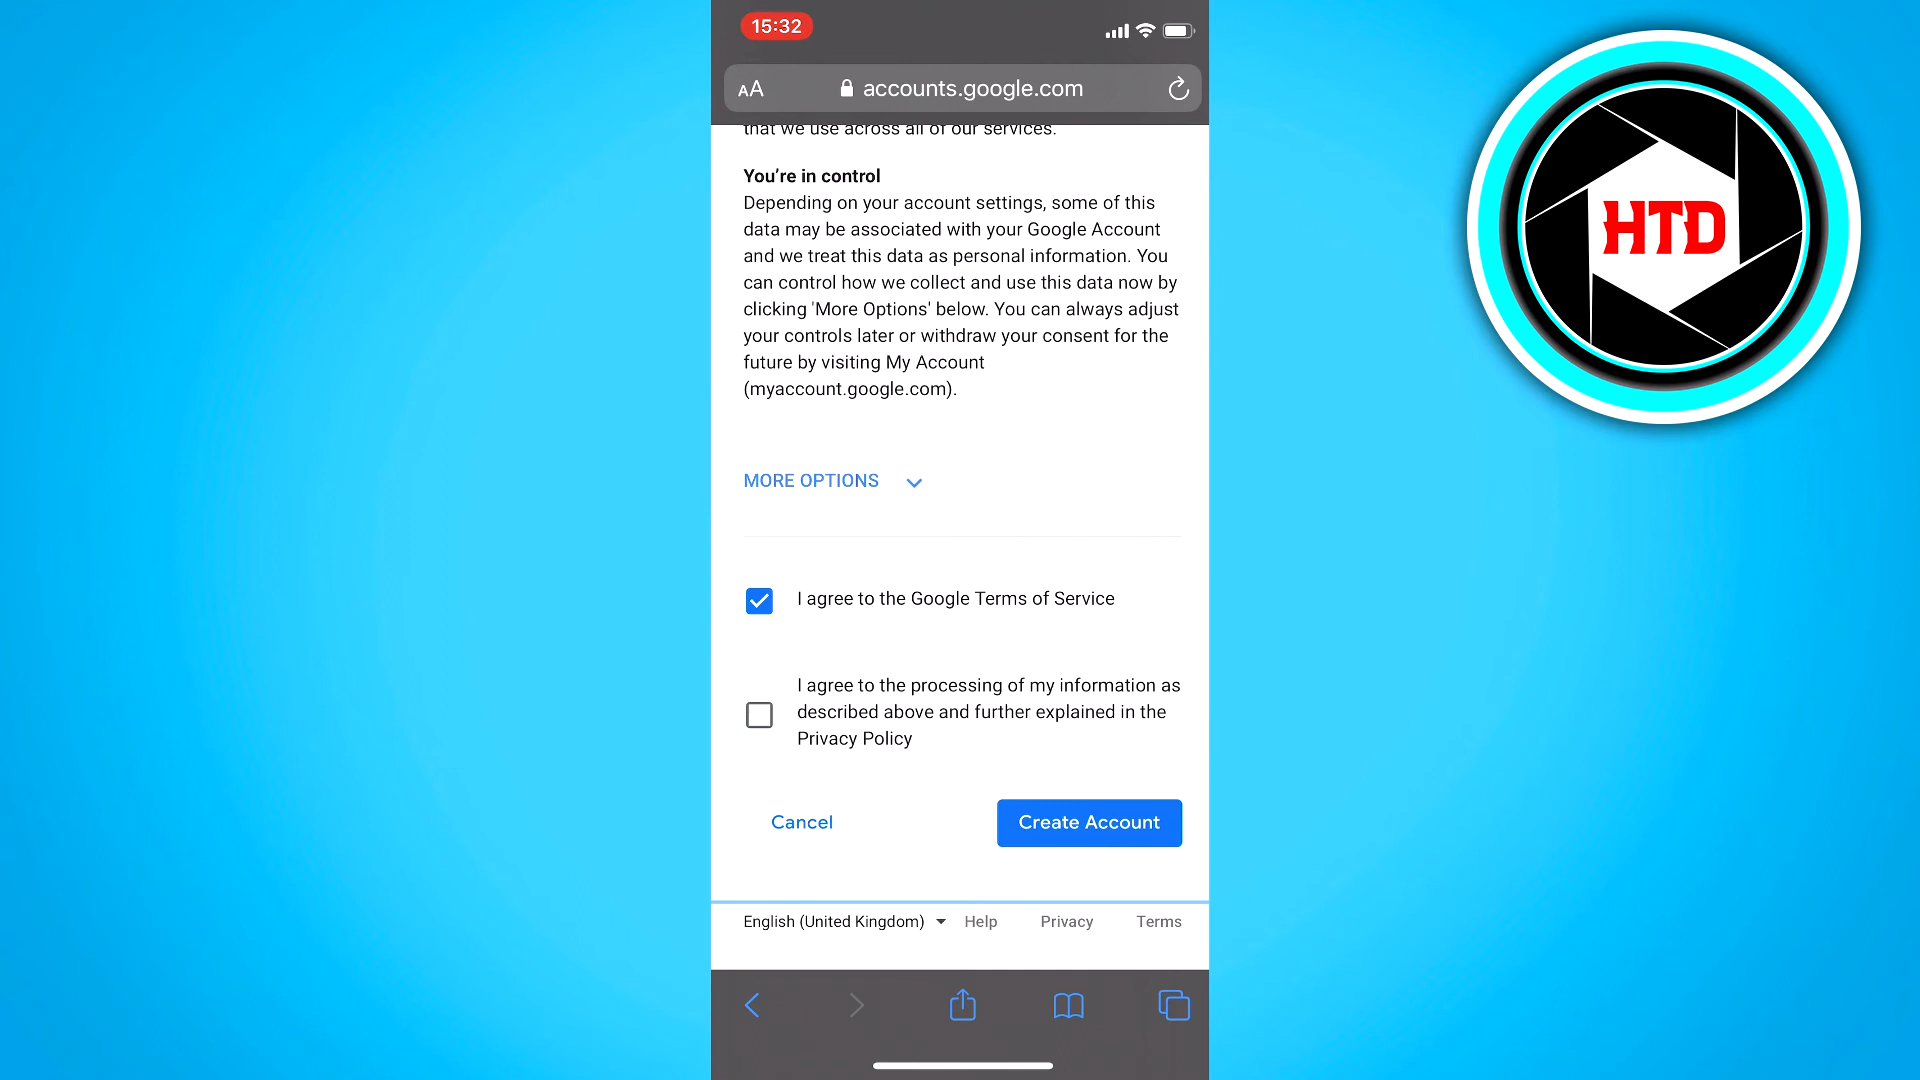 15:32
AA accounts.google.com
that we use across all of our services.
You're in control
Depending on your account settings, some of this
data may be associated with your Google Account
and we treat this data as personal information. You
can control how we collect and use this data now by
clicking 'More Options' below. You can always adjust
your controls later or withdraw your consent for the
future by visiting My Account
(myaccount.google.com).
MORE OPTIONS
I agree to the Google Terms of Service
I agree to the processing of my information as
described above and further explained in the
Privacy Policy
Cancel Create Account
English (United Kingdom) Help Privacy Terms
HTD